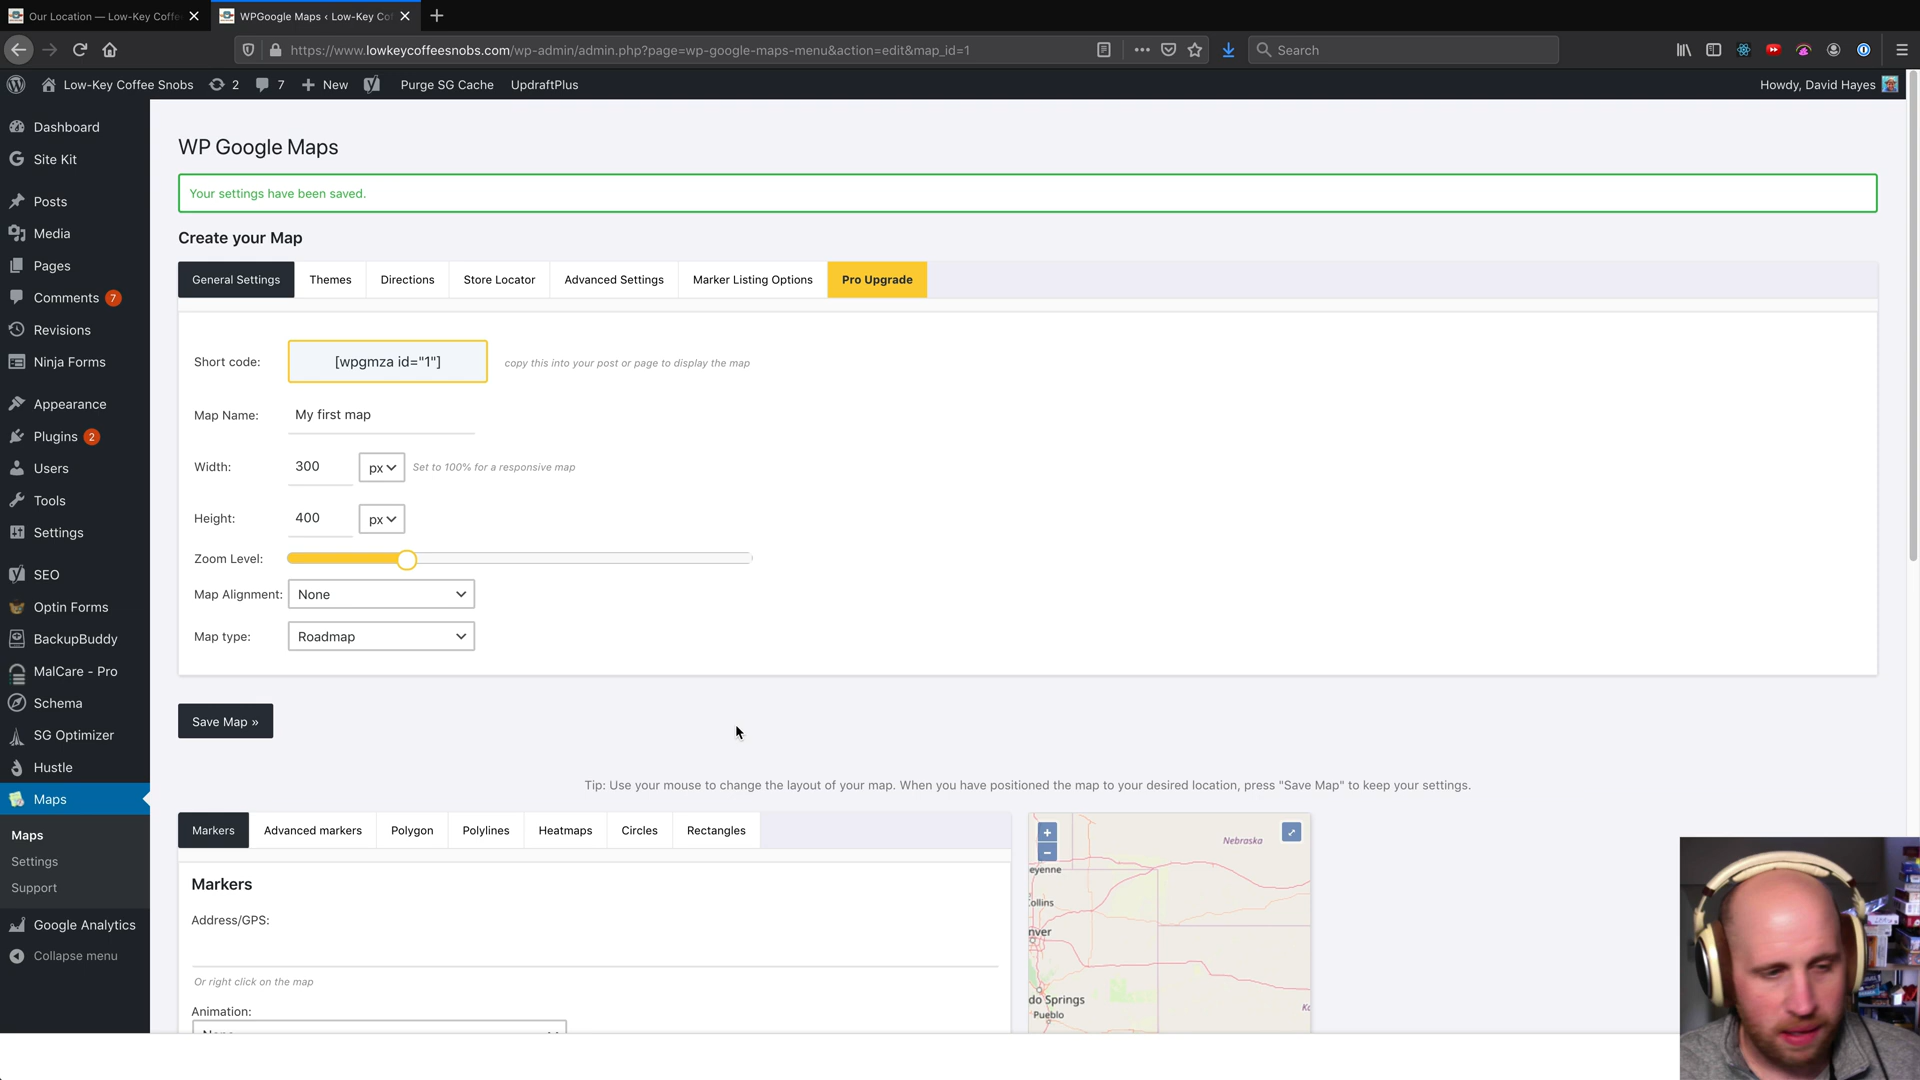 Our Location — Low-Key Coffe
WPGoogle Maps ‹ Low-Key Co
https://www.lowkeycoffeesnobs.com/wp-admin/admin.php?page=wp-google-maps-menu&action=edit&map_id=1
Search
Low-Key Coffee Snobs
2
7
New
Purge SG Cache
UpdraftPlus
Howdy, David Hayes
Dashboard
Site Kit
Posts
Media
Pages
Comments 7
Revisions
Ninja Forms
Appearance
Plugins 2
Users
Tools
Settings
SEO
Optin Forms
BackupBuddy
MalCare - Pro
Schema
SG Optimizer
Hustle
Maps
Maps
Settings
Support
Google Analytics
Collapse menu
WP Google Maps
Your settings have been saved.
Create your Map
General Settings
Themes
Directions
Store Locator
Advanced Settings
Marker Listing Options
Pro Upgrade
Short code: [wpgmza id="1"] copy this into your post or page to display the map
Map Name: My first map
Width: 300 px Set to 100% for a responsive map
Height: 400 px
Zoom Level:
Map Alignment: None
Map type: Roadmap
Save Map »
Tip: Use your mouse to change the layout of your map. When you have positioned the map to your desired location, press "Save Map" to keep your settings.
Markers
Advanced markers
Polygon
Polylines
Heatmaps
Circles
Rectangles
Markers
Address/GPS:
Or right click on the map
Animation:
+
−
Nebraska
eyenne
ollins
nver
do Springs
Pueblo